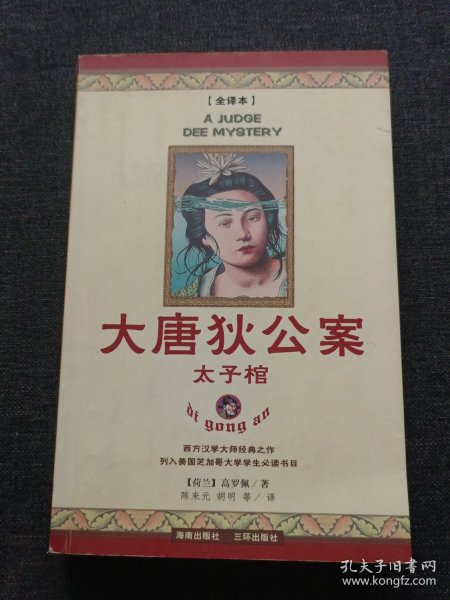 【全译本】
A JUDGE
DEE MYSTERY
大唐狄公案
太子棺
di gong an
西方汉学大师经典之作
列入美国芝加哥大学学生必读书目
【荷兰】高罗佩/著
陈来元 胡明 等/译
海南出版社 三环出版社
孔夫子旧书网
www.kongfz.com